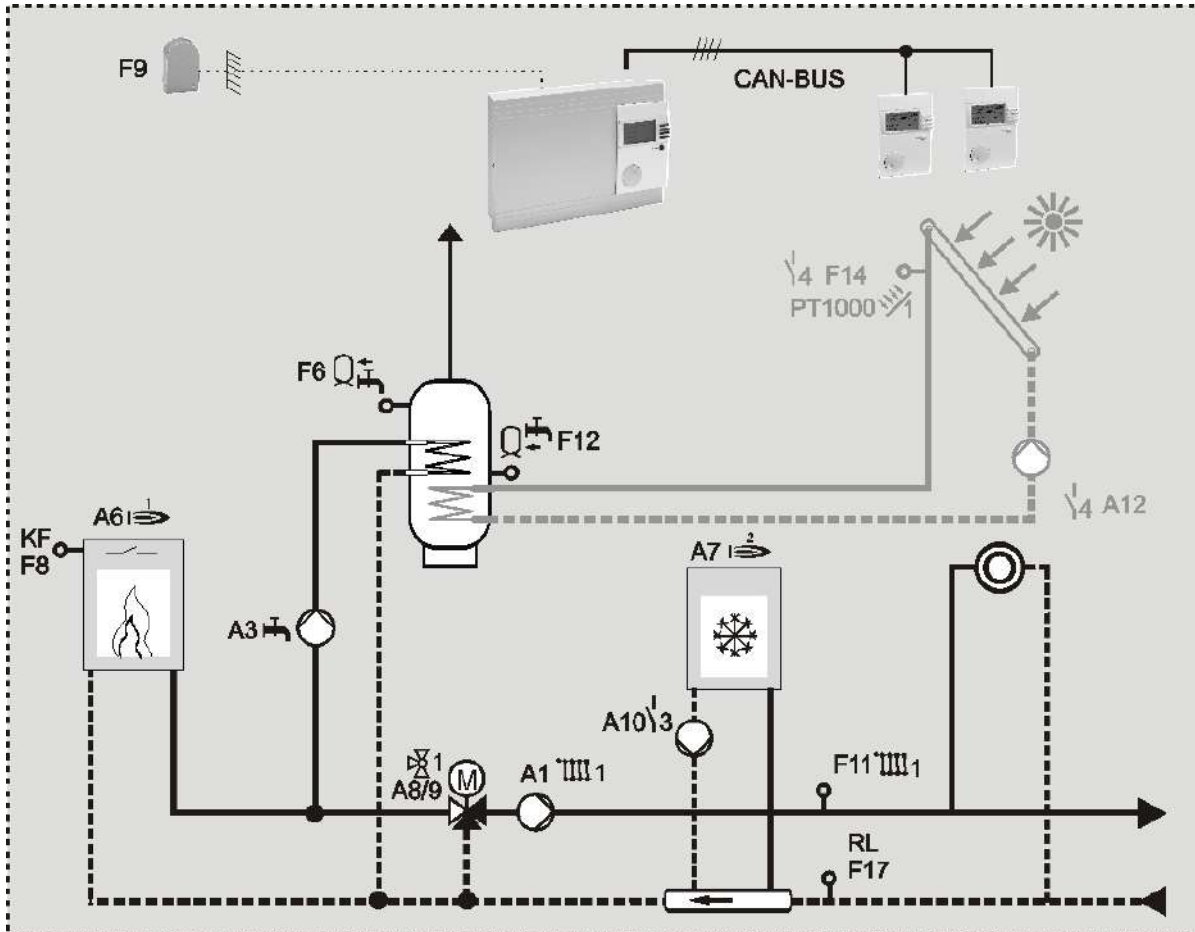 F9
CAN-BUS
4 F14
PT1000 1
F6
F12
4 A12
A6 1
KF
F8
A7 2
A3
A10 3
1
A8/9
M
A1 1
F11 1
RL
F17